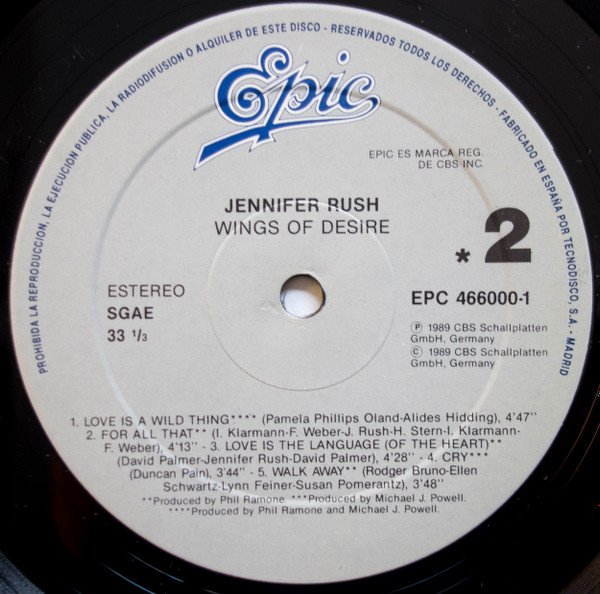 PROHIBIDA LA REPRODUCCION, LA EJECUCION PUBLICA, LA RADIODIFUSION O ALQUILER DE ESTE DISCO - RESERVADOS TODOS LOS DERECHOS - FABRICADO EN ESPAÑA POR TECNODISCO, S.A. - MADRID
Epic
EPIC ES MARCA REG.
DE CBS INC.
JENNIFER RUSH
WINGS OF DESIRE
* 2
ESTEREO
SGAE
33 1/3
EPC 466000-1
℗ 1989 CBS Schallplatten
GmbH, Germany
© 1989 CBS Schallplatten
GmbH, Germany
1. LOVE IS A WILD THING**** (Pamela Phillips Oland-Alides Hidding), 4'47"
2. FOR ALL THAT** (I. Klarmann-F. Weber-J. Rush-H. Stern-I. Klarmann-
F. Weber), 4'13" - 3. LOVE IS THE LANGUAGE (OF THE HEART)**
(David Palmer-Jennifer Rush-David Palmer), 4'28" - 4. CRY***
(Duncan Pain), 3'44" - 5. WALK AWAY** (Rodger Bruno-Ellen
Schwartz-Lynn Feiner-Susan Pomerantz), 3'48"
**Produced by Phil Ramone. ***Produced by Michael J. Powell.
****Produced by Phil Ramone and Michael J. Powell.